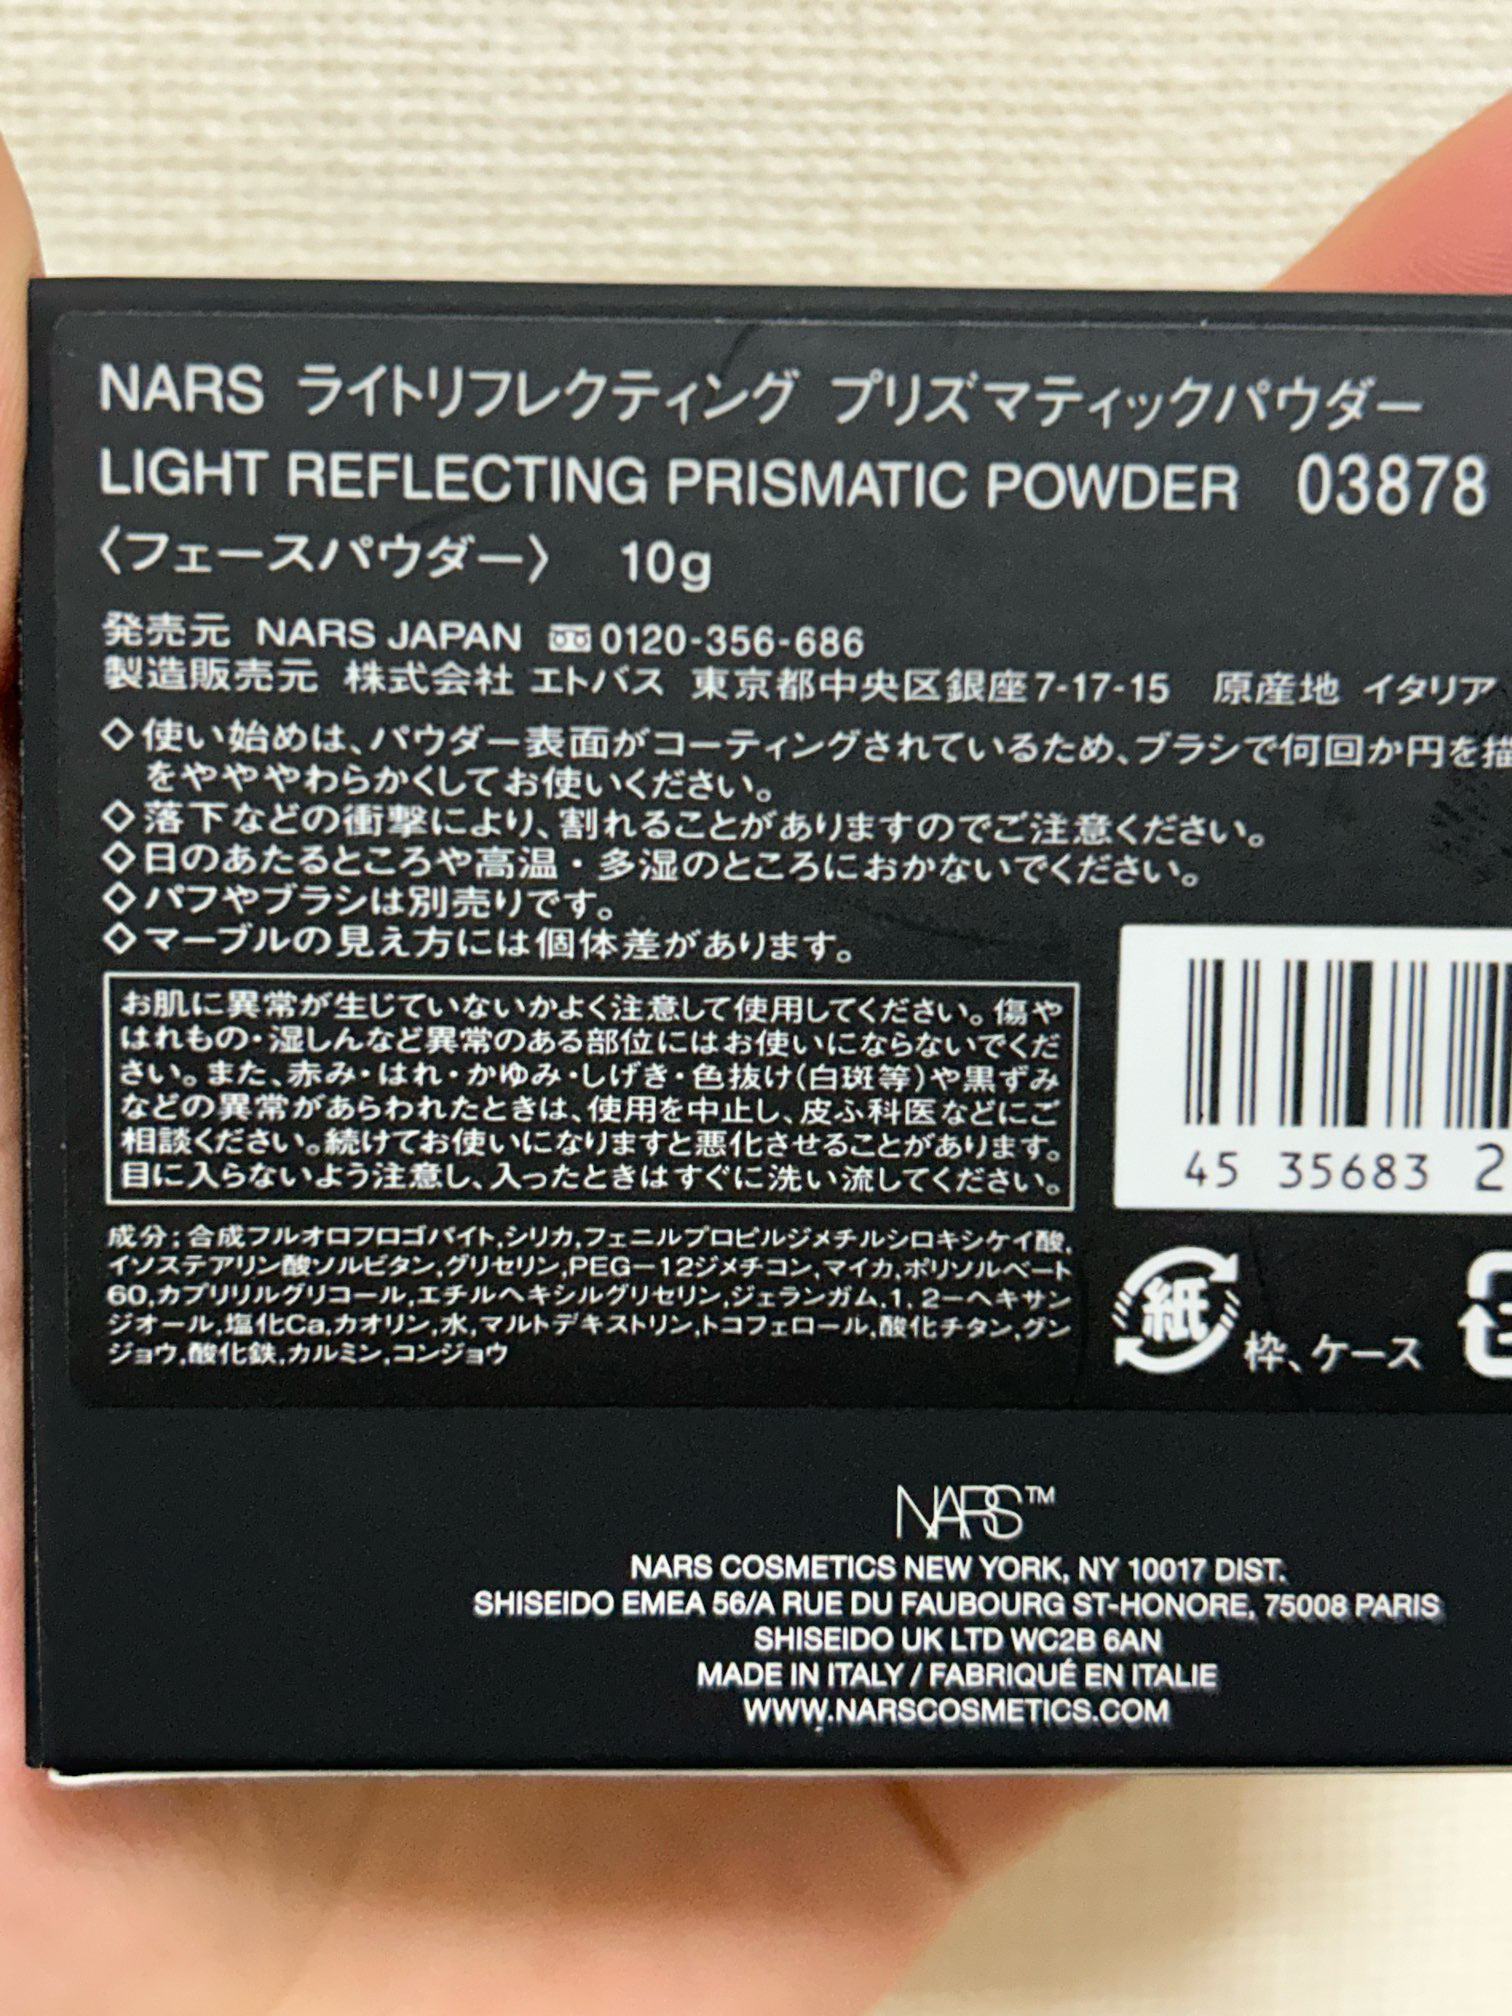 NARS ライトリフレクティング プリズマティックパウダー
LIGHT REFLECTING PRISMATIC POWDER 03878
〈フェースパウダー〉 10g
発売元 NARS JAPAN 0120-356-686
製造販売元 株式会社 エトバス 東京都中央区銀座7-17-15 原産地 イタリア
◇使い始めは、パウダー表面がコーティングされているため、ブラシで何回か円を描
をやややわらかくしてお使いください。
◇落下などの衝撃により、割れることがありますのでご注意ください。
◇日のあたるところや高温・多湿のところにおかないでください。
◇パフやブラシは別売りです。
◇マーブルの見え方には個体差があります。
お肌に異常が生じていないかよく注意して使用してください。傷や
はれもの・湿しんなど異常のある部位にはお使いにならないでくだ
さい。また、赤み・はれ・かゆみ・しげき・色抜け(白斑等)や黒ずみ
などの異常があらわれたときは、使用を中止し、皮ふ科医などにご
相談ください。続けてお使いになりますと悪化させることがあります。
目に入らないよう注意し、入ったときはすぐに洗い流してください。
45 35683 2
成分:合成フルオロフロゴパイト,シリカ,フェニルプロピルジメチルシロキシケイ酸,
イソステアリン酸ソルビタン,グリセリン,PEG-12ジメチコン,マイカ,ポリソルベート
60,カプリリルグリコール,エチルヘキシルグリセリン,ジェランガム,1,2-ヘキサン
ジオール,塩化Ca,カオリン,水,マルトデキストリン,トコフェロール,酸化チタン,グン
ジョウ,酸化鉄,カルミン,コンジョウ
紙 枠、ケース
NARS™
NARS COSMETICS NEW YORK, NY 10017 DIST.
SHISEIDO EMEA 56/A RUE DU FAUBOURG ST-HONORE, 75008 PARIS
SHISEIDO UK LTD WC2B 6AN
MADE IN ITALY / FABRIQUÉ EN ITALIE
WWW.NARSCOSMETICS.COM